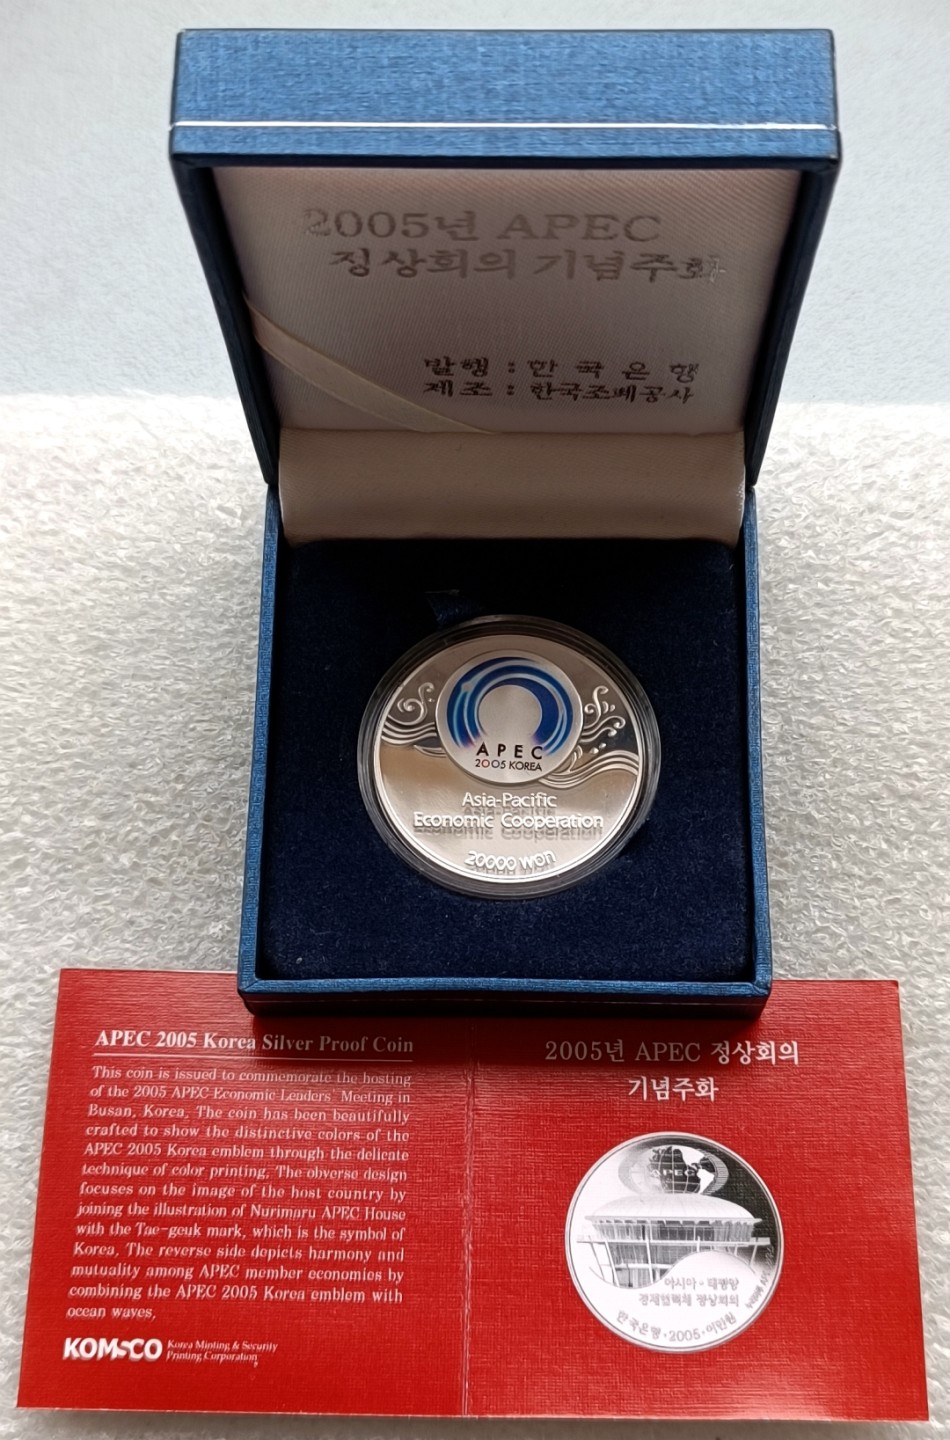 2005년 APEC
정상회의 기념주화
발행 : 한국은행
제조 : 한국조폐공사
APEC
2005 KOREA
Asia-Pacific
Economic Cooperation
20000 won
APEC 2005 Korea Silver Proof Coin
This coin is issued to commemorate the hosting
of the 2005 APEC Economic Leaders' Meeting in
Busan, Korea. The coin has been beautifully
crafted to show the distinctive colors of the
APEC 2005 Korea emblem through the delicate
technique of color printing. The obverse design
focuses on the image of the host country by
joining the illustration of Nurimaru APEC House
with the Tae-geuk mark, which is the symbol of
Korea. The reverse side depicts harmony and
mutuality among APEC member economies by
combining the APEC 2005 Korea emblem with
ocean waves.
KOMSCO Korea Minting & Security
Printing Corporation
2005년 APEC 정상회의
기념주화
APEC
아시아·태평양
경제협력체 정상회의
한국은행·2005·이만원